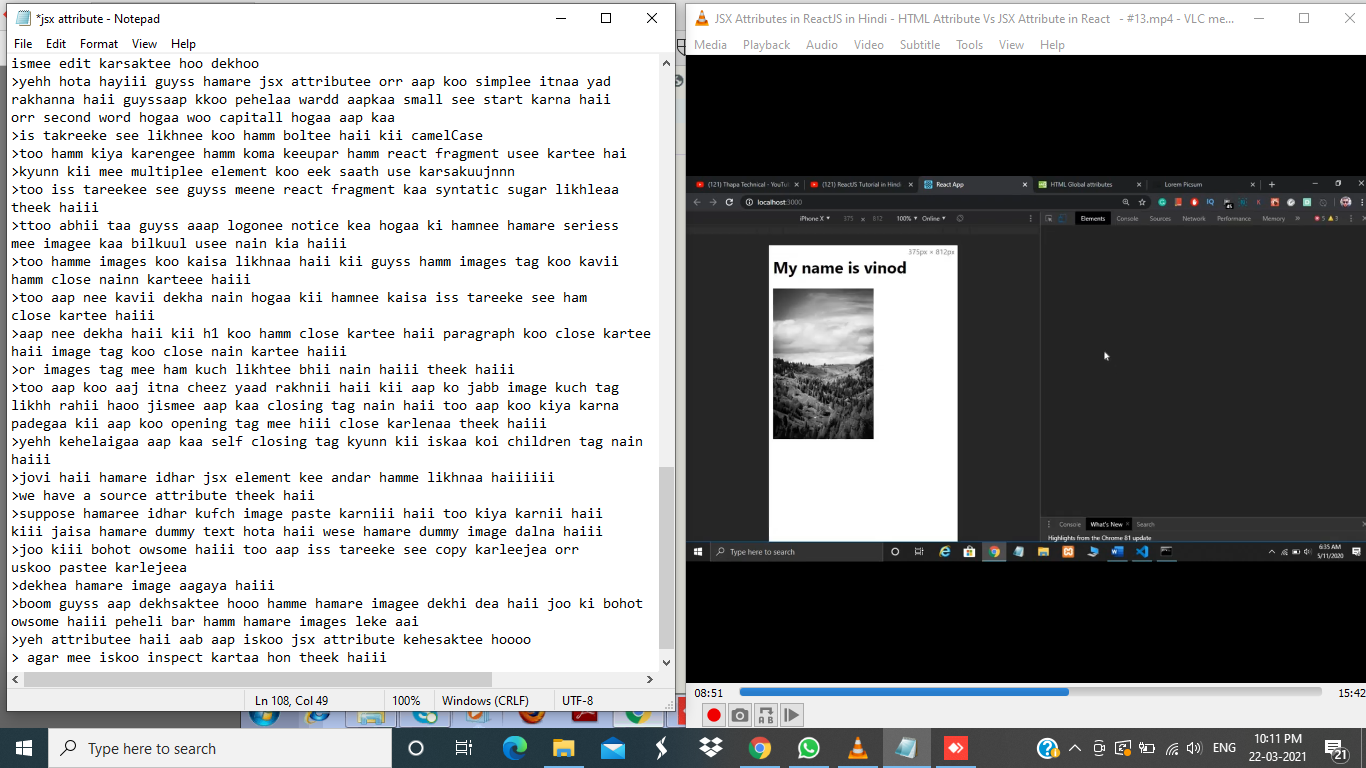 *jsx attribute - Notepad
File Edit Format View Help
ismee edit karsaktee hoo dekhoo
>yehh hota hayiii guyss hamare jsx attributee orr aap koo simplee itnaa yad
rakhanna haii guyssaap kkoo pehelaa wardd aapkaa small see start karna haii
orr second word hogaa woo capitall hogaa aap kaa
>is takreeke see likhnee koo hamm boltee haii kii camelCase
>too hamm kiya karengee hamm koma keeupar hamm react fragment usee kartee hai
>kyunn kii mee multiplee element koo eek saath use karsakuujnnn
>too iss tareekee see guyss meene react fragment kaa syntatic sugar likhleaa
theek haiii
>ttoo abhii taa guyss aaap logonee notice kea hogaa ki hamnee hamare seriess
mee imagee kaa bilkuul usee nain kia haiii
>too hamme images koo kaisa likhnaa haii kii guyss hamm images tag koo kavii
hamm close nainn karteee haiii
>too aap nee kavii dekha nain hogaa kii hamnee kaisa iss tareeke see ham
close kartee haiii
>aap nee dekha haii kii h1 koo hamm close kartee haii paragraph koo close kartee
haii image tag koo close nain kartee haiii
>or images tag mee ham kuch likhtee bhii nain haiii theek haiii
>too aap koo aaj itna cheez yaad rakhnii haii kii aap ko jabb image kuch tag
likhh rahii haoo jismee aap kaa closing tag nain haii too aap koo kiya karna
padegaa kii aap koo opening tag mee hiii close karlenaa theek haiii
>yehh kehelaigaa aap kaa self closing tag kyunn kii iskaa koi children tag nain
haiii
>jovi haii hamare idhar jsx element kee andar hamme likhnaa haiiiiii
>we have a source attribute theek haii
>suppose hamaree idhar kufch image paste karniii haii too kiya karnii haii
kiii jaisa hamare dummy text hota haii wese hamare dummy image dalna haiii
>joo kiii bohot owsome haiii too aap iss tareeke see copy karleejea orr
uskoo pastee karlejeea
>dekhea hamare image aagaya haiii
>boom guyss aap dekhsaktee hooo hamme hamare imagee dekhi dea haii joo ki bohot
owsome haiii peheli bar hamm hamare images leke aai
>yeh attributee haii aab aap iskoo jsx attribute kehesaktee hoooo
> agar mee iskoo inspect kartaa hon theek haiii
Ln 108, Col 49 100% Windows (CRLF) UTF-8
JSX Attributes in ReactJS in Hindi - HTML Attribute Vs JSX Attribute in React - #13.mp4 - VLC me...
Media Playback Audio Video Subtitle Tools View Help
(121) Thapa Technical - YouTu (121) ReactJS Tutorial in Hindi React App HTML Global attributes Lorem Picsum
localhost:3000
iPhone X 375 × 812 100% Online Elements Console Sources Network Performance Memory » 5 3
375px × 812px
My name is vinod
Console What's New Search
Highlights from the Chrome 81 update
Type here to search 6:35 AM
5/11/2020
08:51 15:42
Type here to search ENG 10:11 PM
22-03-2021 21